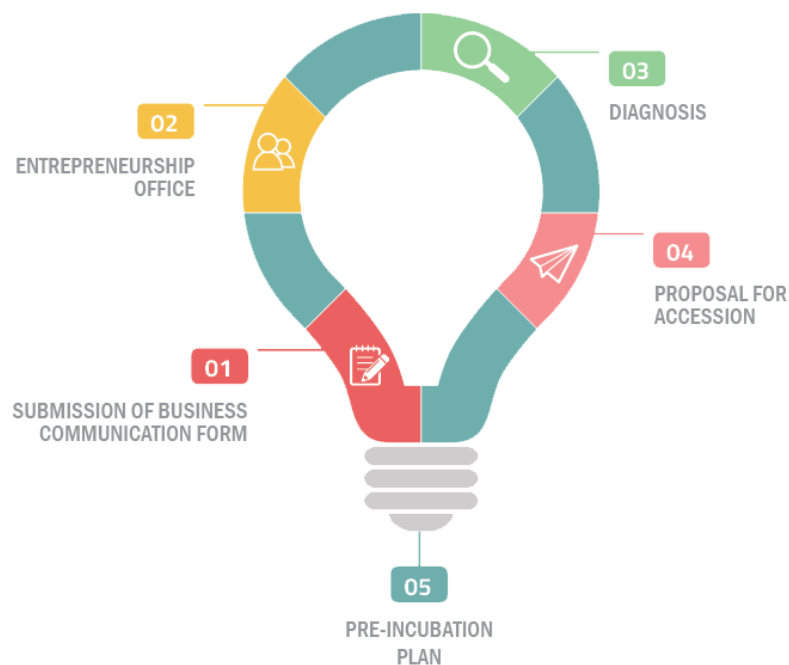 01
SUBMISSION OF BUSINESS
COMMUNICATION FORM
02
ENTREPRENEURSHIP
OFFICE
03
DIAGNOSIS
04
PROPOSAL FOR
ACCESSION
05
PRE-INCUBATION
PLAN